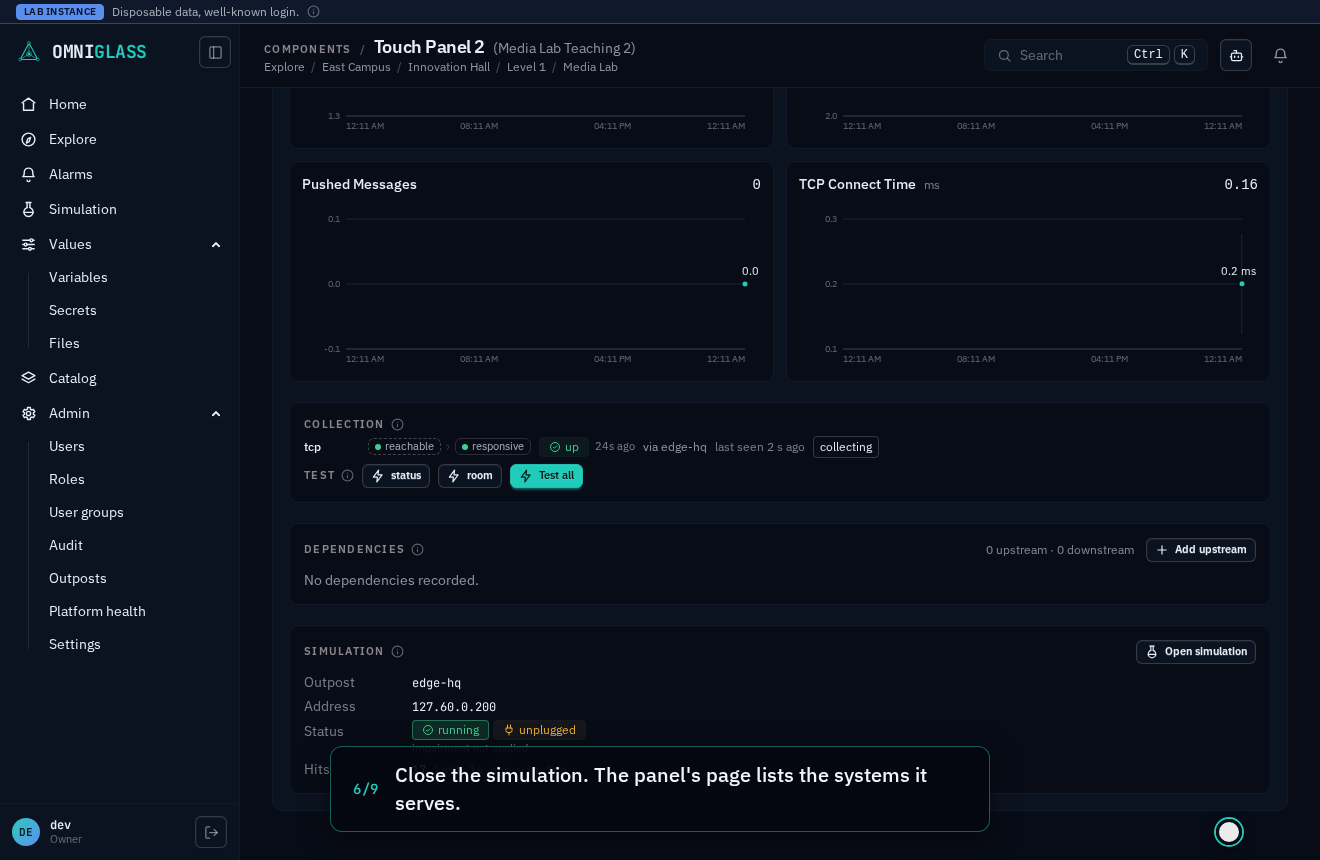 LAB INSTANCE Disposable data, well-known login.
OMNIGLASS
COMPONENTS / Touch Panel 2 (Media Lab Teaching 2)
Explore / East Campus / Innovation Hall / Level 1 / Media Lab
Search Ctrl K
Home
Explore
Alarms
Simulation
Values
Variables
Secrets
Files
Catalog
Admin
Users
Roles
User groups
Audit
Outposts
Platform health
Settings
DE dev
Owner
1.3
12:11 AM 08:11 AM 04:11 PM 12:11 AM
2.0
12:11 AM 08:11 AM 04:11 PM 12:11 AM
Pushed Messages 0
0.1
0.0
0.0
-0.1
12:11 AM 08:11 AM 04:11 PM 12:11 AM
TCP Connect Time ms 0.16
0.3
0.2 ms
0.2
0.1
12:11 AM 08:11 AM 04:11 PM 12:11 AM
COLLECTION
tcp reachable › responsive up 24s ago via edge-hq last seen 2 s ago collecting
TEST status room Test all
DEPENDENCIES 0 upstream · 0 downstream Add upstream
No dependencies recorded.
SIMULATION Open simulation
Outpost edge-hq
Address 127.60.0.200
Status running unplugged
impairment not applied
Hits
6/9 Close the simulation. The panel's page lists the systems it
serves.